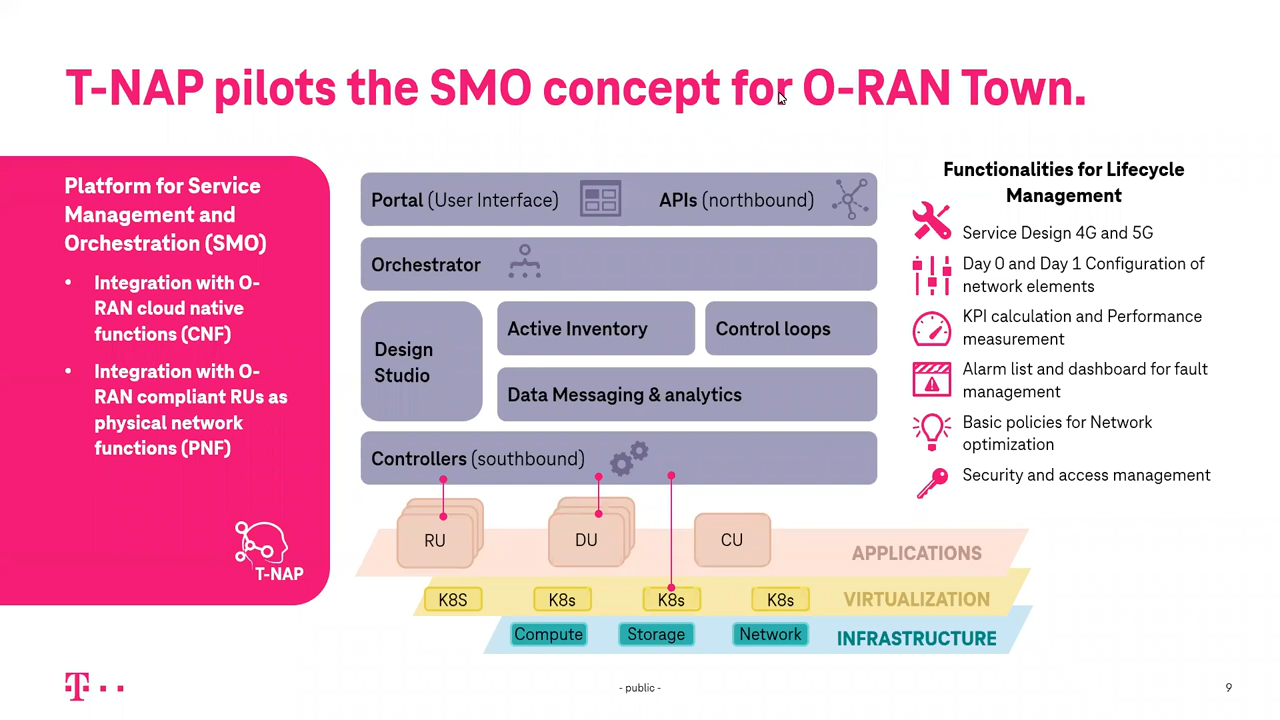 T-NAP pilots the SMO concept for O-RAN Town.
Platform for Service
Management and
Orchestration (SMO)
• Integration with O-
RAN cloud native
functions (CNF)
• Integration with O-
RAN compliant RUs as
physical network
functions (PNF)
T-NAP
Portal (User Interface)
APIs (northbound)
Orchestrator
Design
Studio
Active Inventory
Control loops
Data Messaging & analytics
Controllers (southbound)
RU
DU
CU
APPLICATIONS
K8S
K8s
K8s
K8s
VIRTUALIZATION
Compute
Storage
Network
INFRASTRUCTURE
Functionalities for Lifecycle
Management
Service Design 4G and 5G
Day 0 and Day 1 Configuration of
network elements
KPI calculation and Performance
measurement
Alarm list and dashboard for fault
management
Basic policies for Network
optimization
Security and access management
T
- public -
9